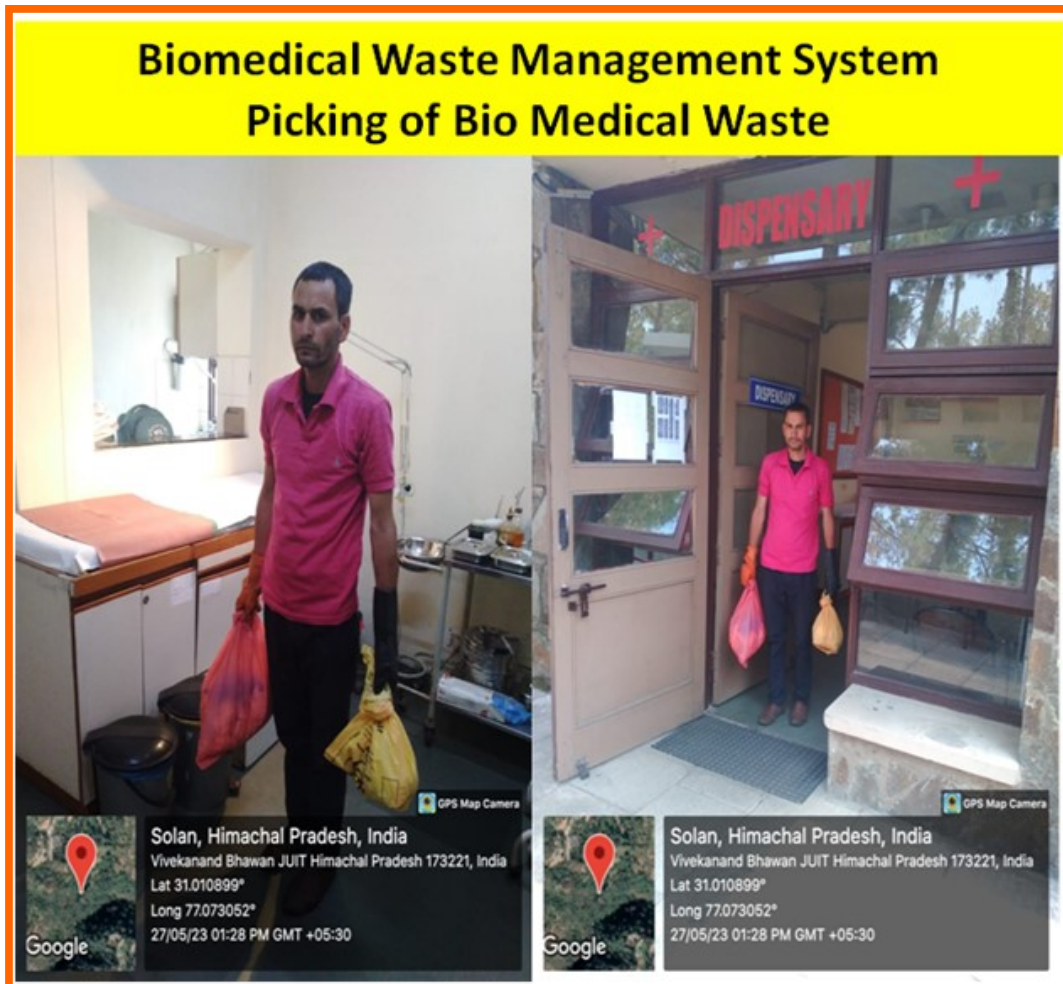 Biomedical Waste Management System
Picking of Bio Medical Waste
DISPENSARY
DISPENSARY
GPS Map Camera
Solan, Himachal Pradesh, India
Vivekanand Bhawan JUIT Himachal Pradesh 173221, India
Lat 31.010899°
Long 77.073052°
27/05/23 01:28 PM GMT +05:30
Google
GPS Map Camera
Solan, Himachal Pradesh, India
Vivekanand Bhawan JUIT Himachal Pradesh 173221, India
Lat 31.010899°
Long 77.073052°
27/05/23 01:28 PM GMT +05:30
Google